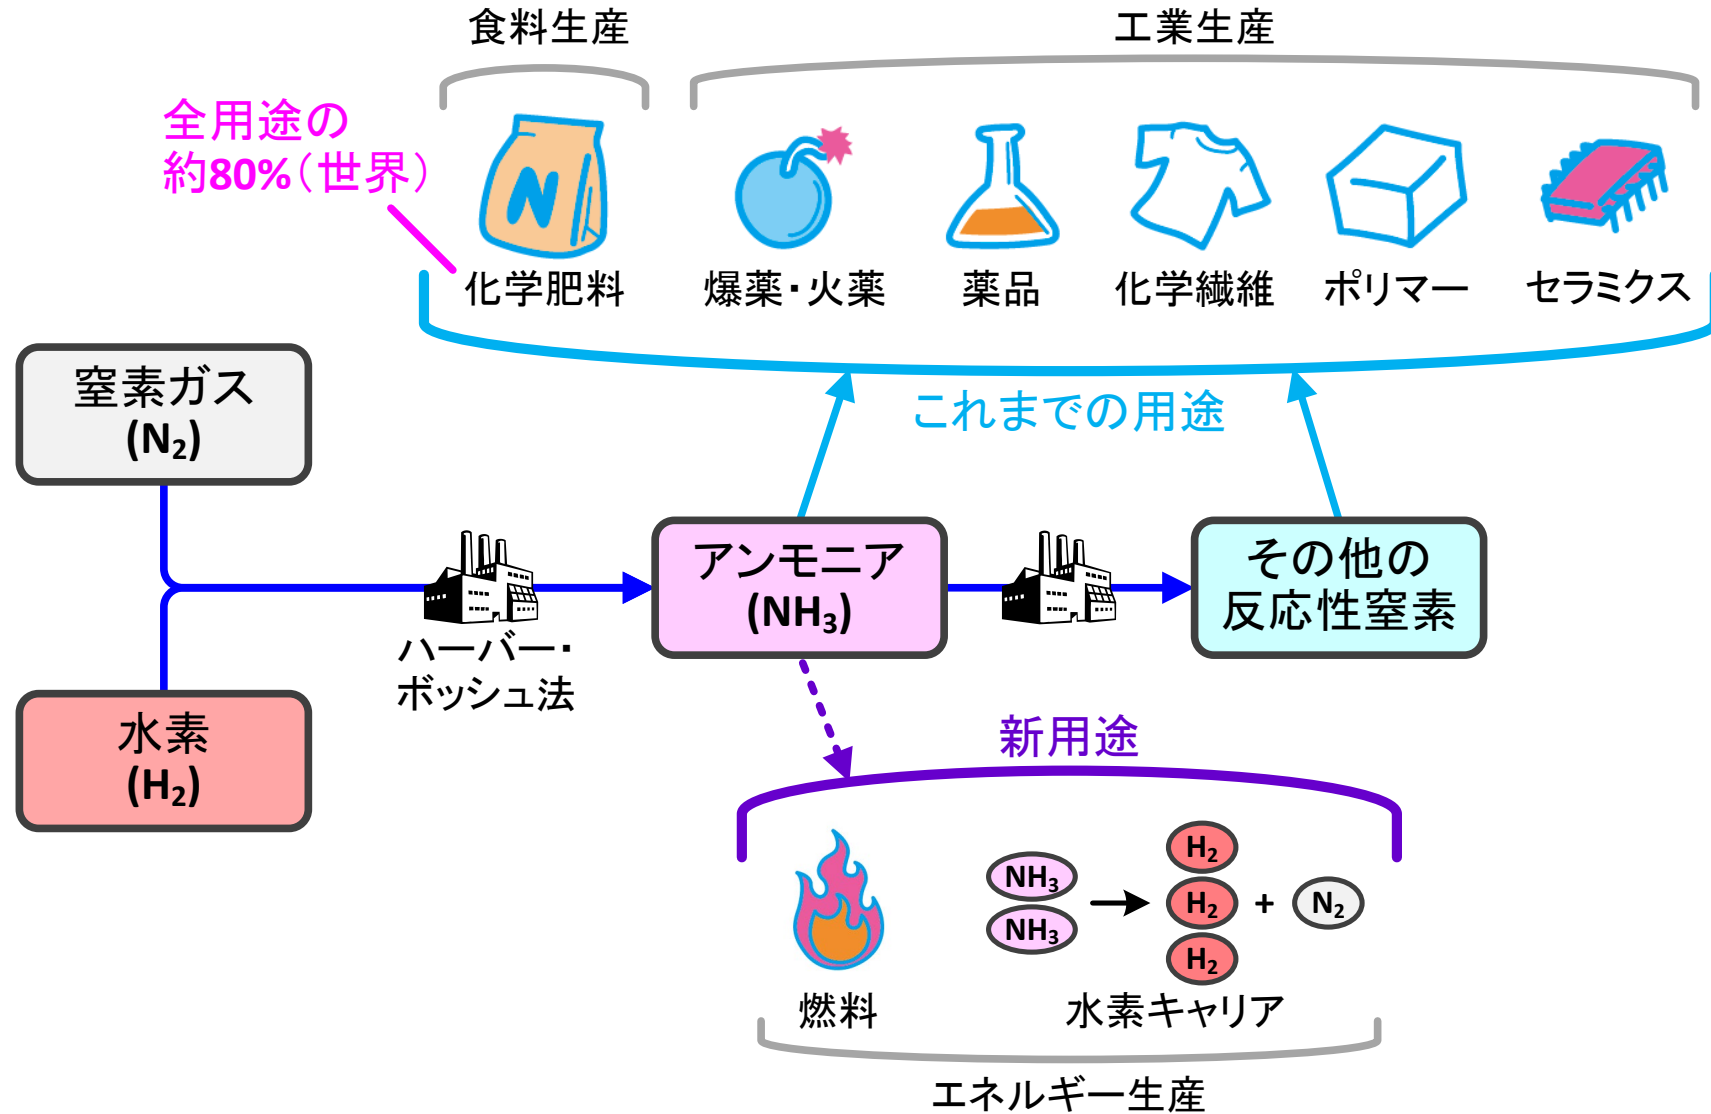 食料生産
工業生産
全用途の
約80%（世界）
N
化学肥料
爆薬・火薬
薬品
化学繊維
ポリマー
セラミクス
これまでの用途
窒素ガス
(N₂)
水素
(H₂)
ハーバー・
ボッシュ法
アンモニア
(NH₃)
その他の
反応性窒素
新用途
燃料
NH₃
NH₃
H₂
H₂
H₂
+
N₂
水素キャリア
エネルギー生産